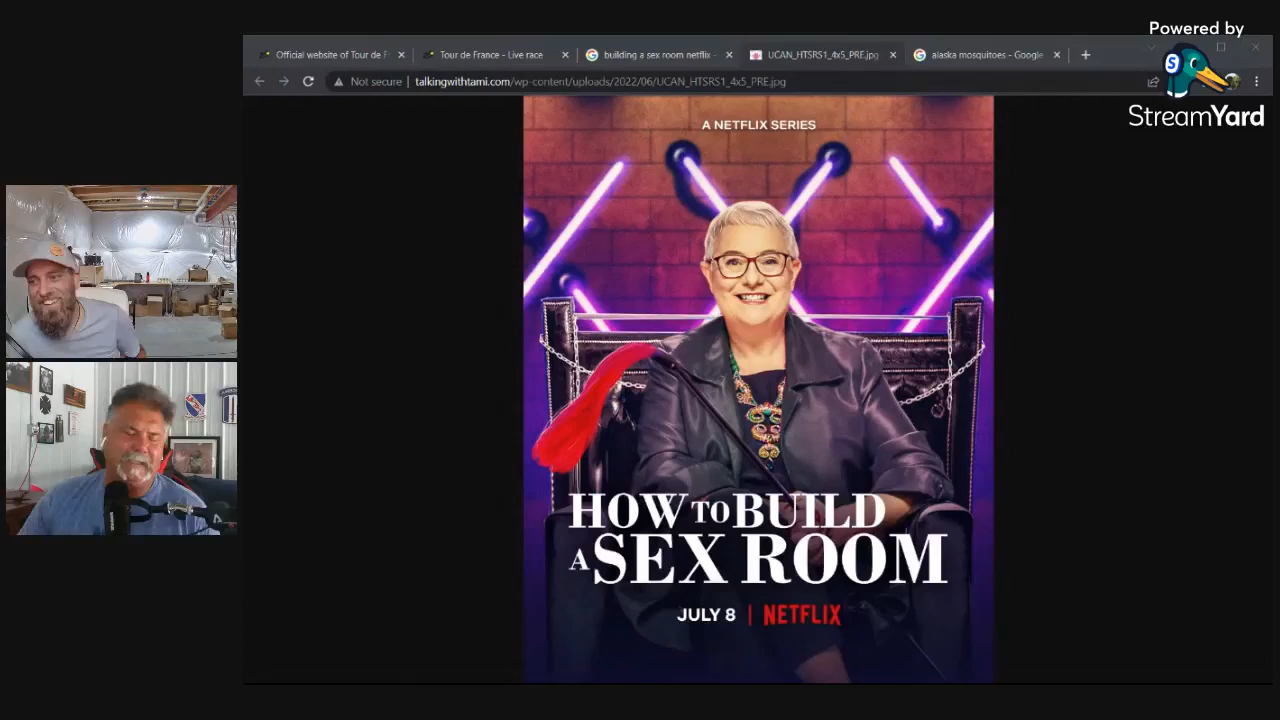 Powered by
StreamYard
Official website of Tour de F
Tour de France - Live race
building a sex room netflix -
UCAN_HTSRS1_4x5_PRE.jpg
alaska mosquitoes - Google
Not secure
talkingwithtami.com/wp-content/uploads/2022/06/UCAN_HTSRS1_4x5_PRE.jpg
A NETFLIX SERIES
HOW TO BUILD
A SEX ROOM
JULY 8 | NETFLIX